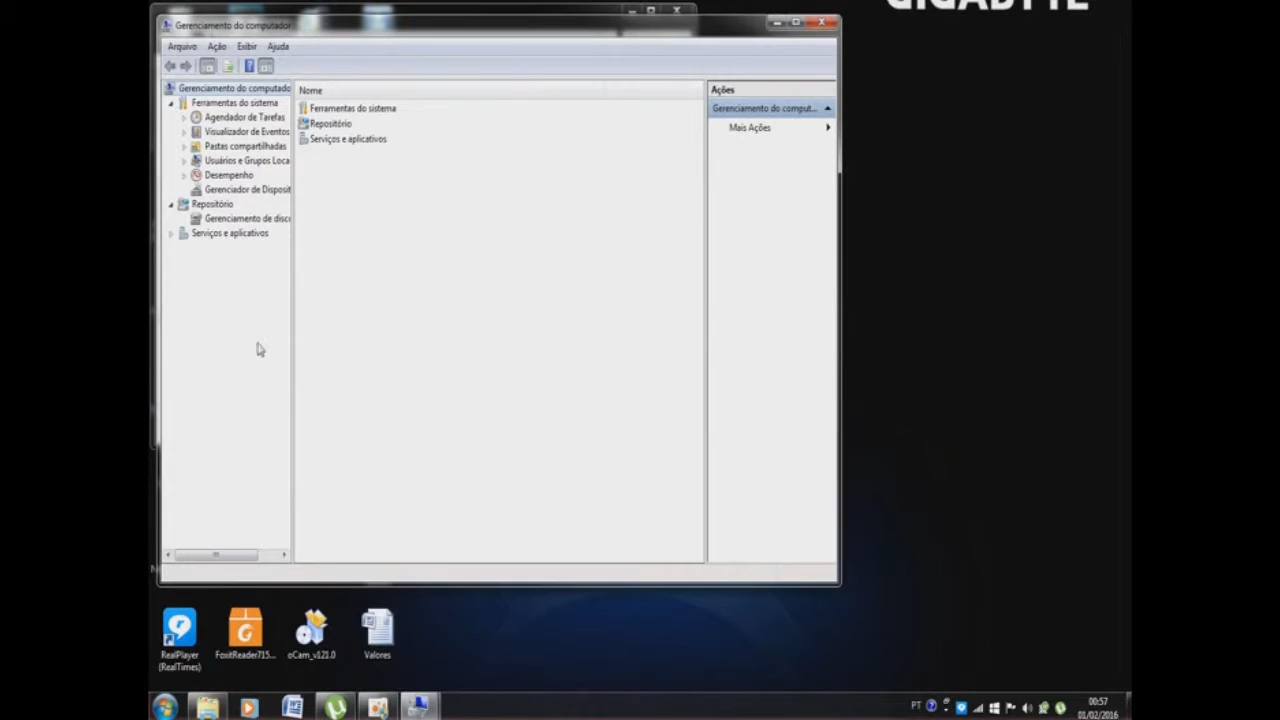 GIGABYTE
Gerenciamento do computador
Arquivo Ação Exibir Ajuda
Gerenciamento do computado
Ferramentas do sistema
Agendador de Tarefas
Visualizador de Eventos
Pastas compartilhadas
Usuários e Grupos Loca
Desempenho
Gerenciador de Disposit
Repositório
Gerenciamento de disco
Serviços e aplicativos
Nome
Ferramentas do sistema
Repositório
Serviços e aplicativos
Ações
Gerenciamento do comput...
Mais Ações
RealPlayer
(RealTimes)
FoxitReader715...
oCam_v121.0
Valores
PT
00:57
01/02/2016